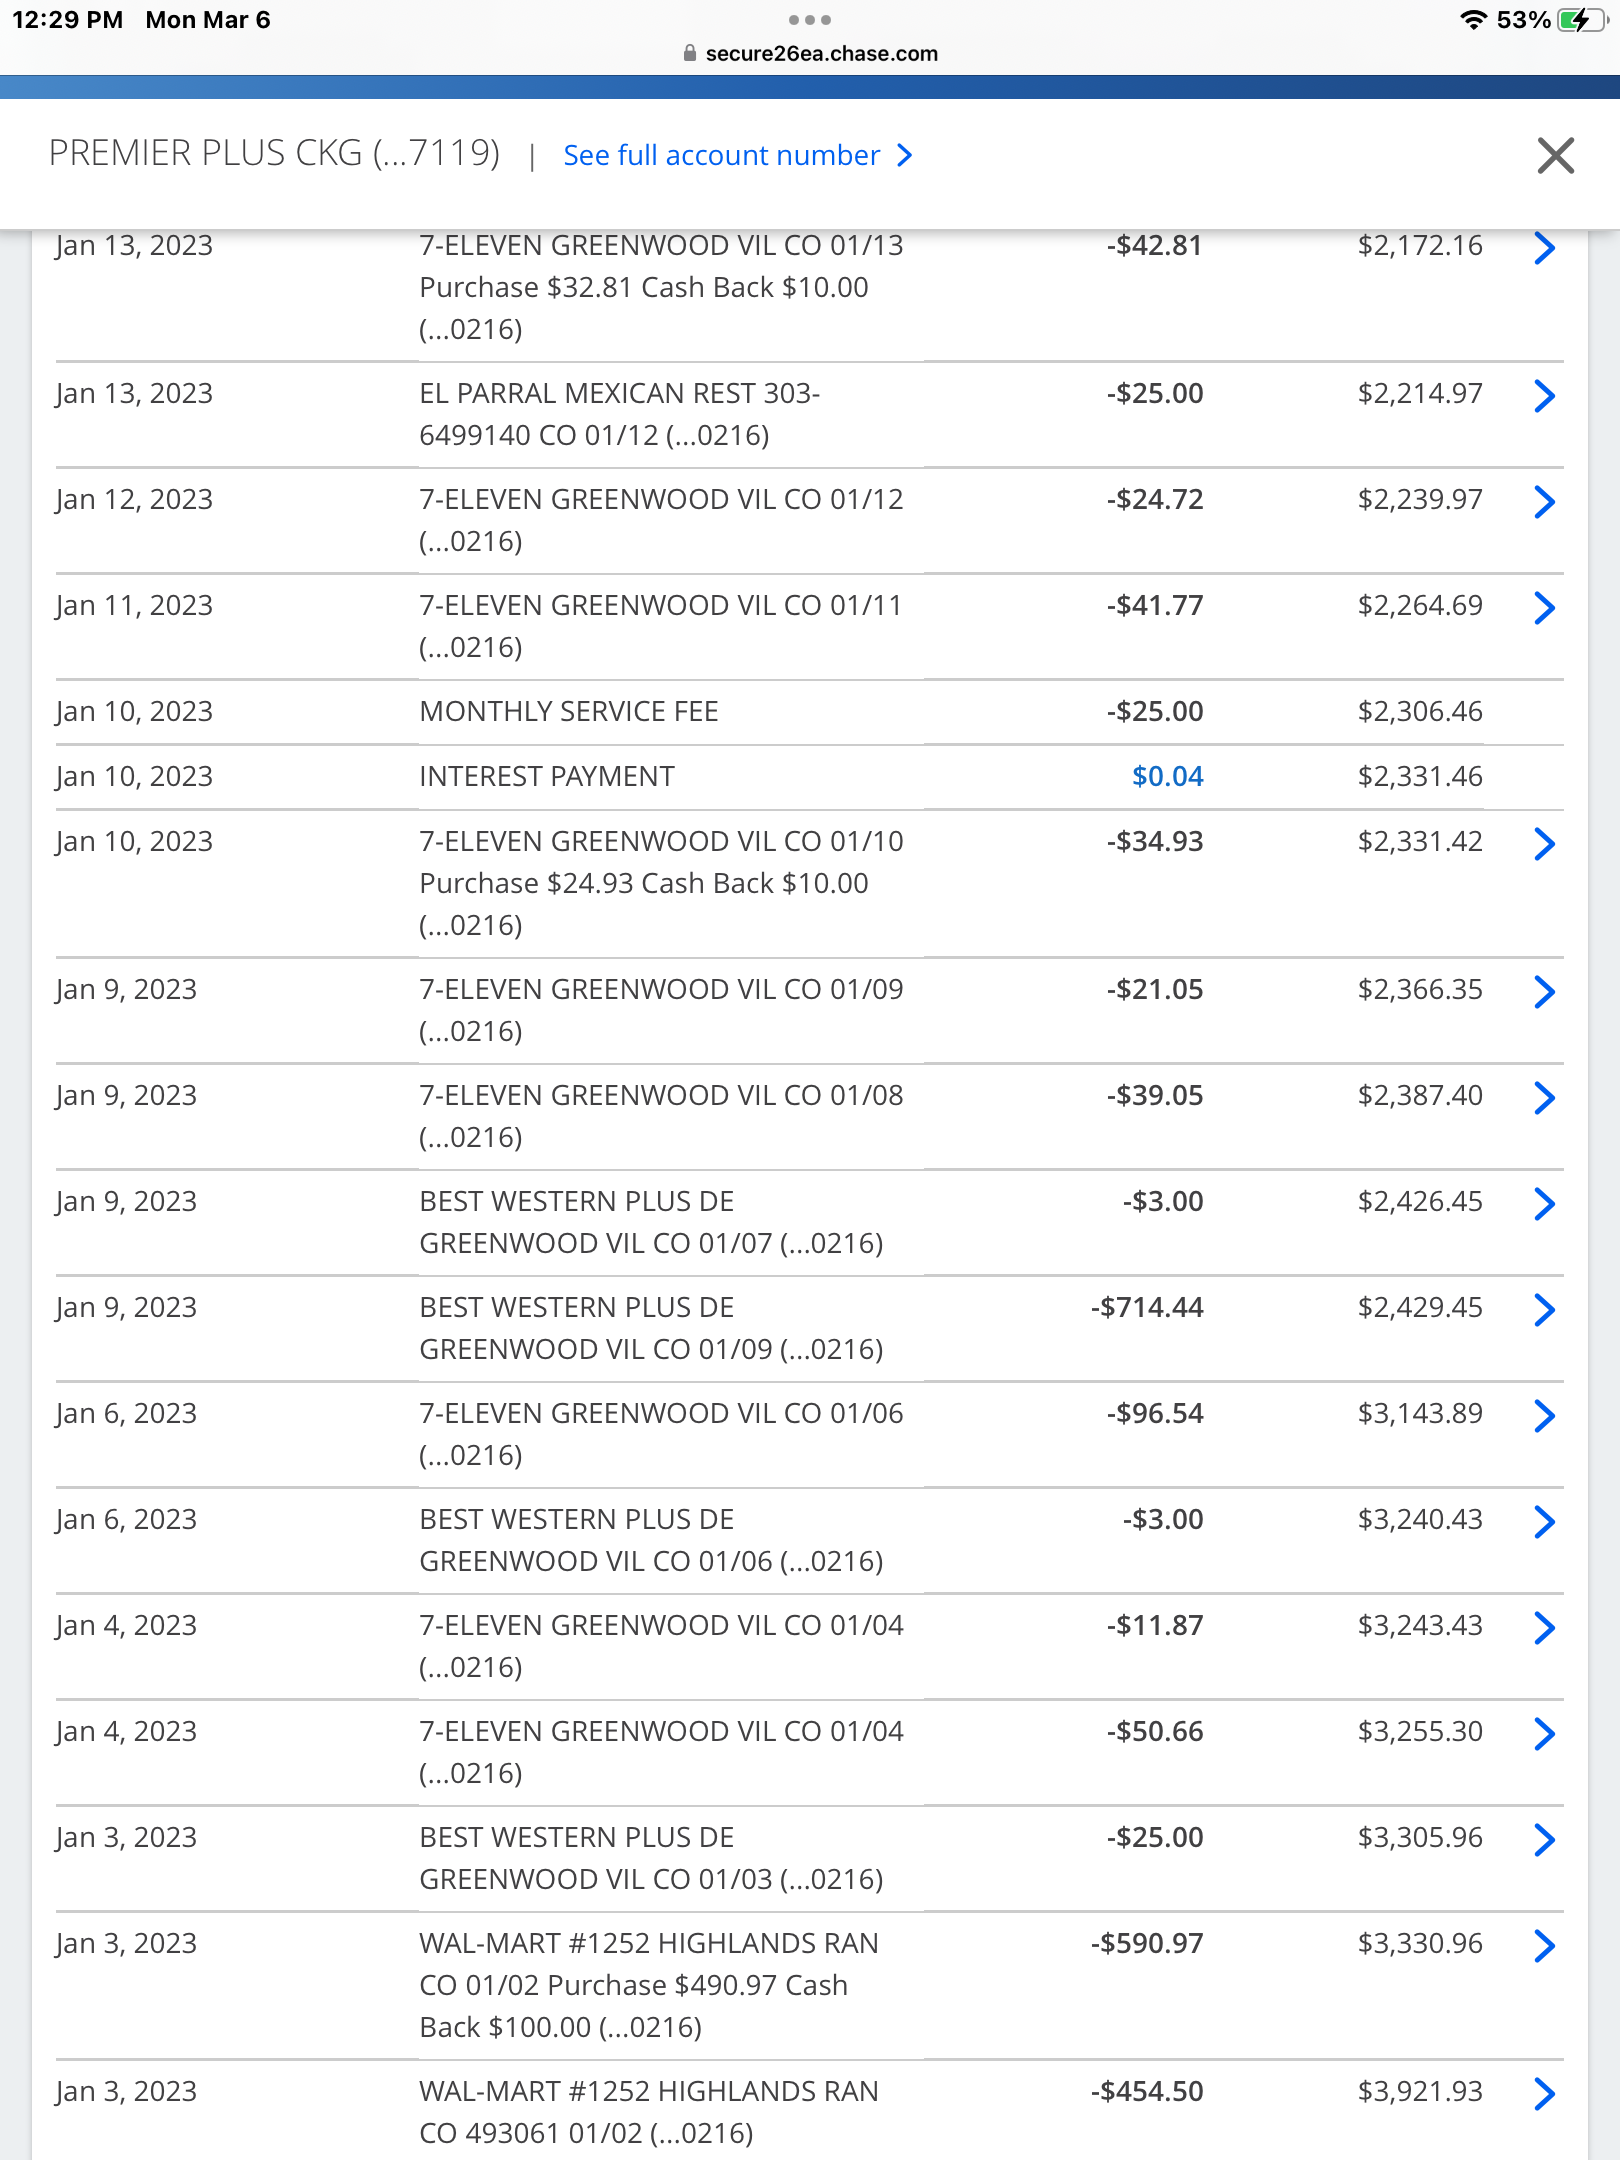 12:29 PM Mon Mar 6
53%
secure26ea.chase.com
PREMIER PLUS CKG (...7119) | See full account number
Jan 13, 2023 7-ELEVEN GREENWOOD VIL CO 01/13 -$42.81 $2,172.16
Purchase $32.81 Cash Back $10.00
(...0216)
Jan 13, 2023 EL PARRAL MEXICAN REST 303- -$25.00 $2,214.97
6499140 CO 01/12 (...0216)
Jan 12, 2023 7-ELEVEN GREENWOOD VIL CO 01/12 -$24.72 $2,239.97
(...0216)
Jan 11, 2023 7-ELEVEN GREENWOOD VIL CO 01/11 -$41.77 $2,264.69
(...0216)
Jan 10, 2023 MONTHLY SERVICE FEE -$25.00 $2,306.46
Jan 10, 2023 INTEREST PAYMENT $0.04 $2,331.46
Jan 10, 2023 7-ELEVEN GREENWOOD VIL CO 01/10 -$34.93 $2,331.42
Purchase $24.93 Cash Back $10.00
(...0216)
Jan 9, 2023 7-ELEVEN GREENWOOD VIL CO 01/09 -$21.05 $2,366.35
(...0216)
Jan 9, 2023 7-ELEVEN GREENWOOD VIL CO 01/08 -$39.05 $2,387.40
(...0216)
Jan 9, 2023 BEST WESTERN PLUS DE -$3.00 $2,426.45
GREENWOOD VIL CO 01/07 (...0216)
Jan 9, 2023 BEST WESTERN PLUS DE -$714.44 $2,429.45
GREENWOOD VIL CO 01/09 (...0216)
Jan 6, 2023 7-ELEVEN GREENWOOD VIL CO 01/06 -$96.54 $3,143.89
(...0216)
Jan 6, 2023 BEST WESTERN PLUS DE -$3.00 $3,240.43
GREENWOOD VIL CO 01/06 (...0216)
Jan 4, 2023 7-ELEVEN GREENWOOD VIL CO 01/04 -$11.87 $3,243.43
(...0216)
Jan 4, 2023 7-ELEVEN GREENWOOD VIL CO 01/04 -$50.66 $3,255.30
(...0216)
Jan 3, 2023 BEST WESTERN PLUS DE -$25.00 $3,305.96
GREENWOOD VIL CO 01/03 (...0216)
Jan 3, 2023 WAL-MART #1252 HIGHLANDS RAN -$590.97 $3,330.96
CO 01/02 Purchase $490.97 Cash
Back $100.00 (...0216)
Jan 3, 2023 WAL-MART #1252 HIGHLANDS RAN -$454.50 $3,921.93
CO 493061 01/02 (...0216)